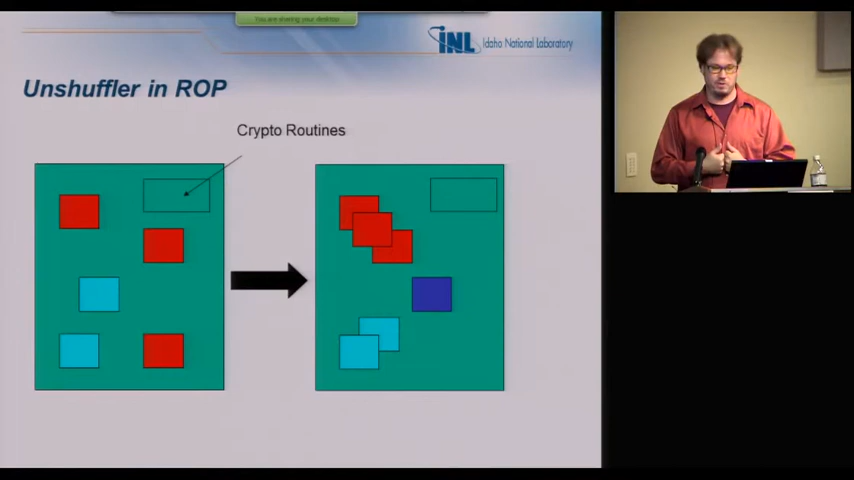 You are sharing your desktop
INL Idaho National Laboratory
Unshuffler in ROP
Crypto Routines